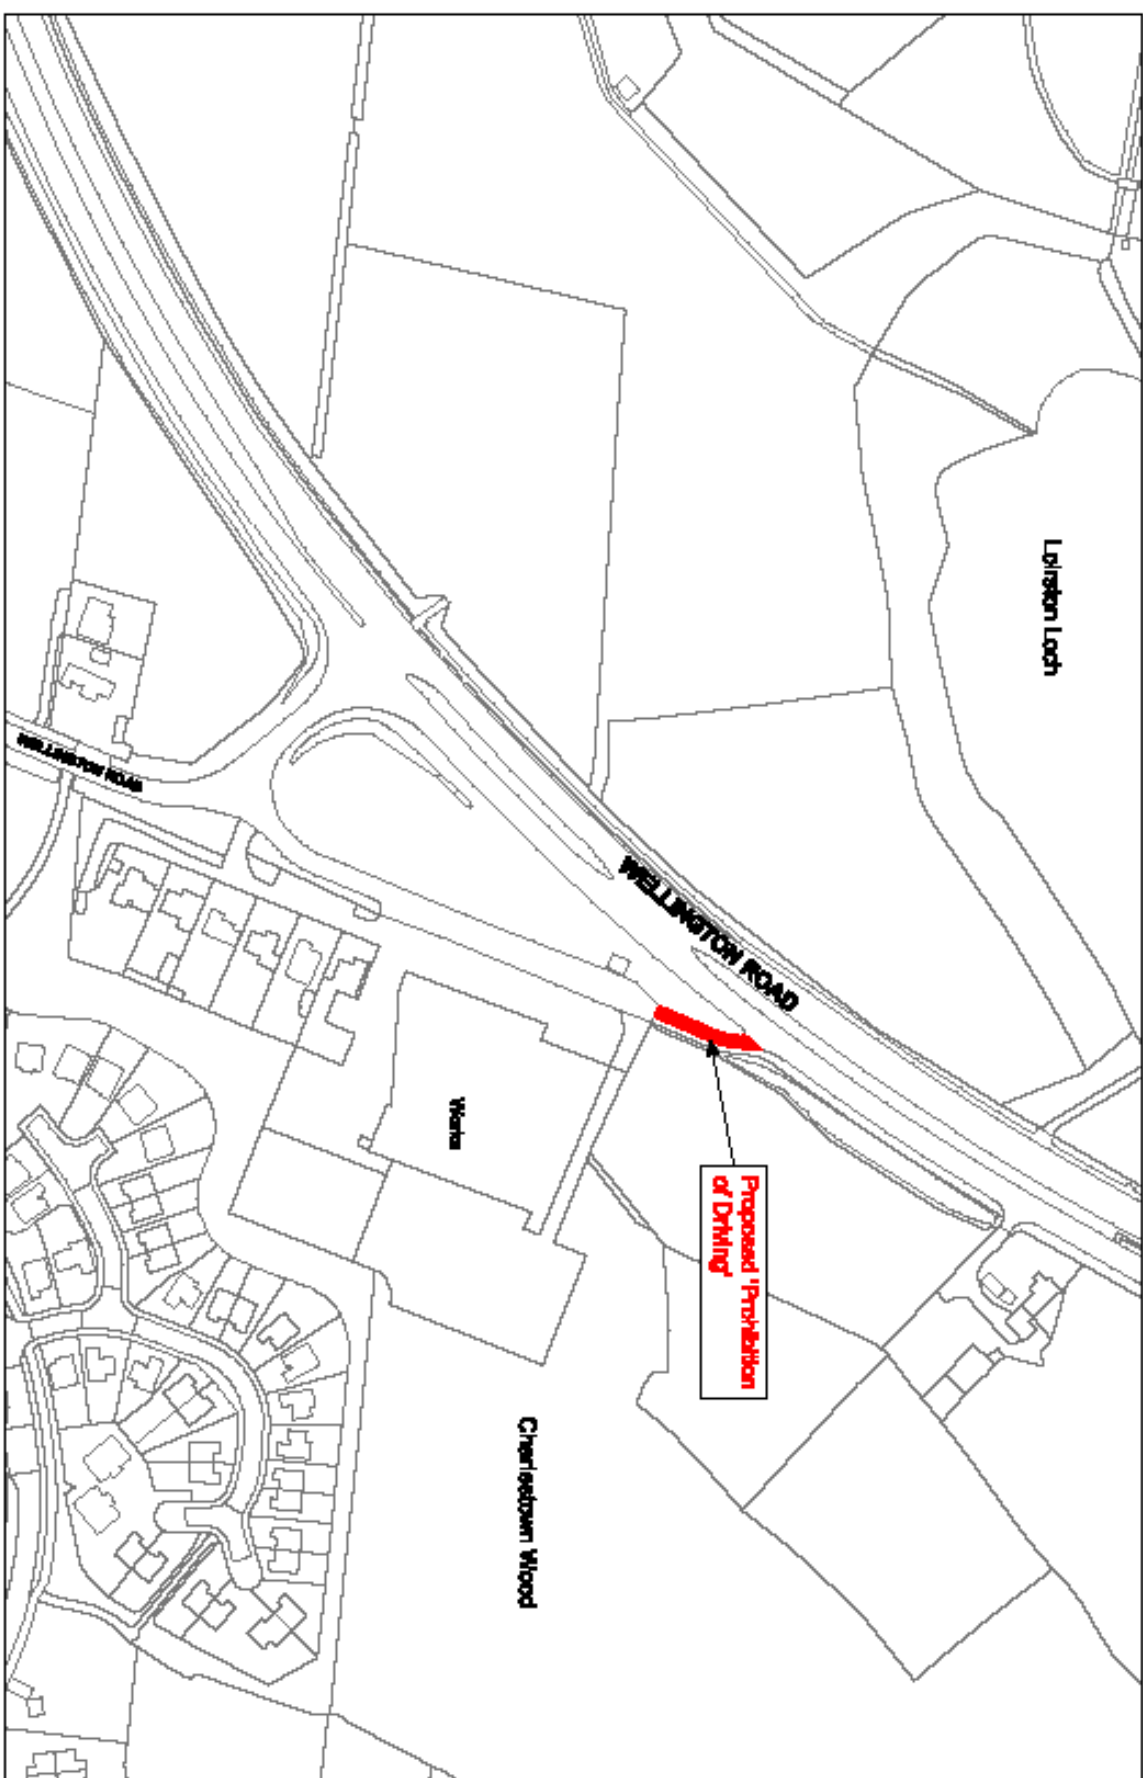 Loirston Loch
WELLINGTON ROAD
WELLINGTON ROAD
Proposed 'Prohibition
of Driving'
Works
Charlestown Wood